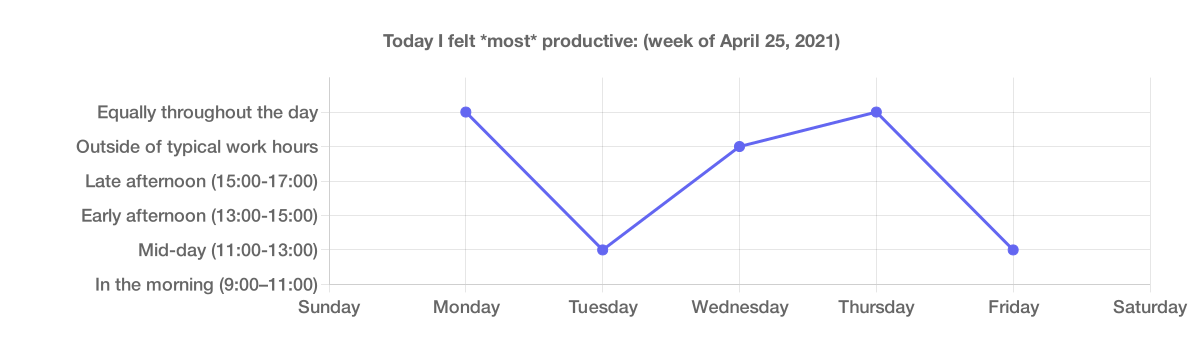 Today I felt *most* productive: (week of April 25, 2021)
Equally throughout the day
Outside of typical work hours
Late afternoon (15:00-17:00)
Early afternoon (13:00-15:00)
Mid-day (11:00-13:00)
In the morning (9:00–11:00)
Sunday Monday Tuesday Wednesday Thursday Friday Saturday